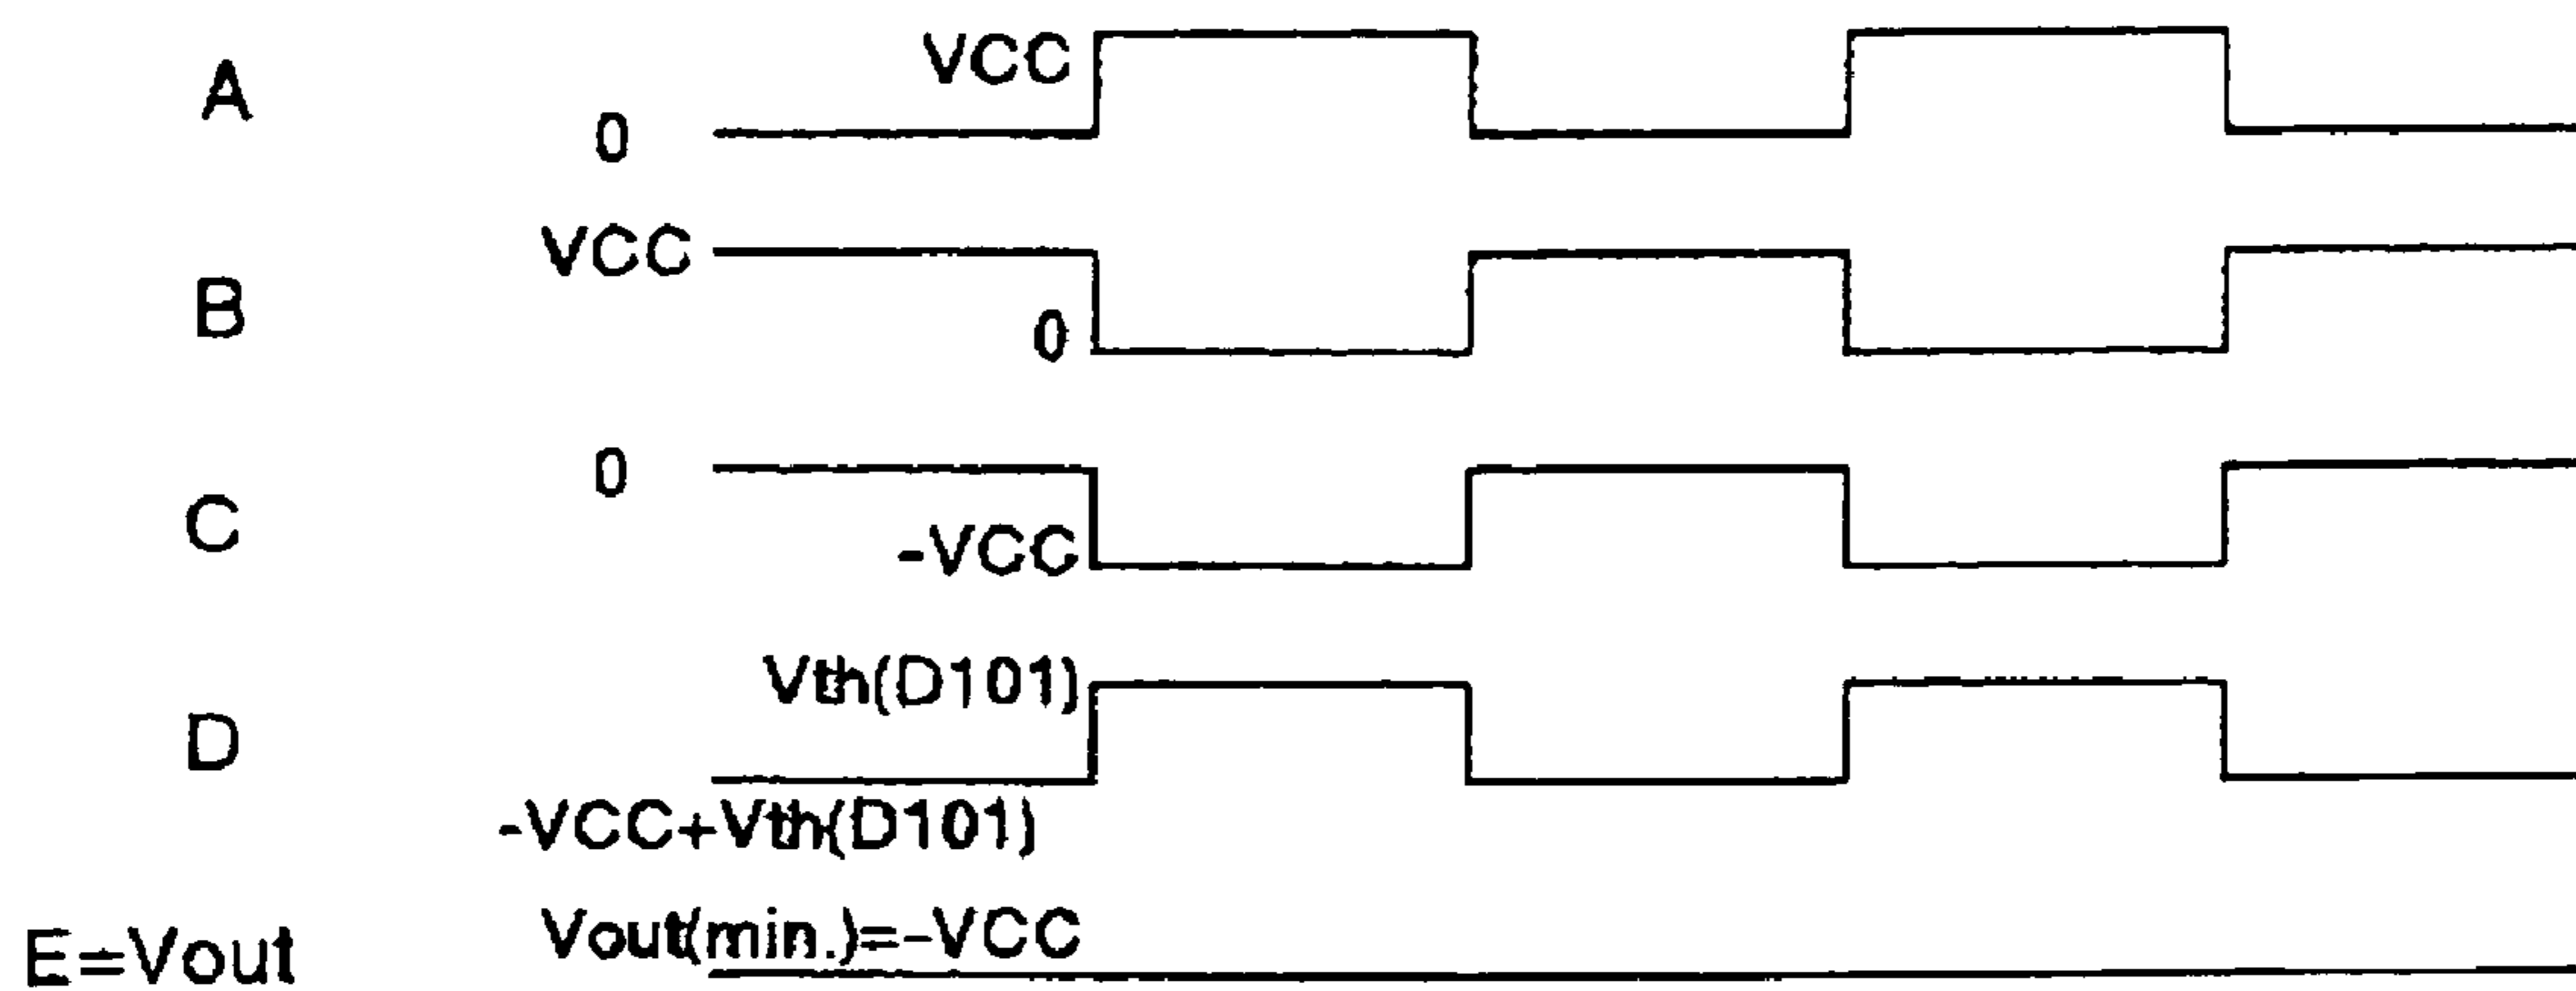 A
VCC
0
B
VCC
0
C
0
-VCC
D
Vth(D101)
-VCC+Vth(D101)
E=Vout
Vout(min.)=-VCC